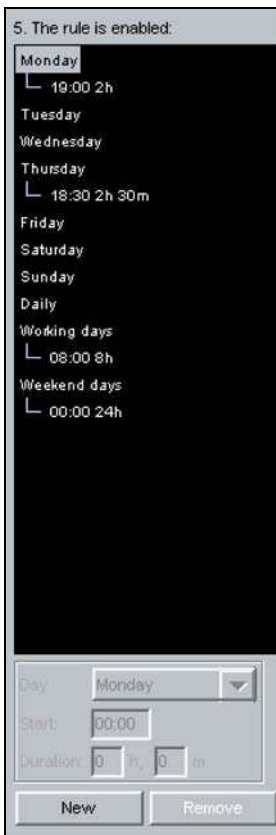 5. The rule is enabled:
Monday
19:00 2h
Tuesday
Wednesday
Thursday
18:30 2h 30m
Friday
Saturday
Sunday
Daily
Working days
08:00 8h
Weekend days
00:00 24h
Day Monday
Start: 00:00
Duration: 0 h, 0 m
New Remove